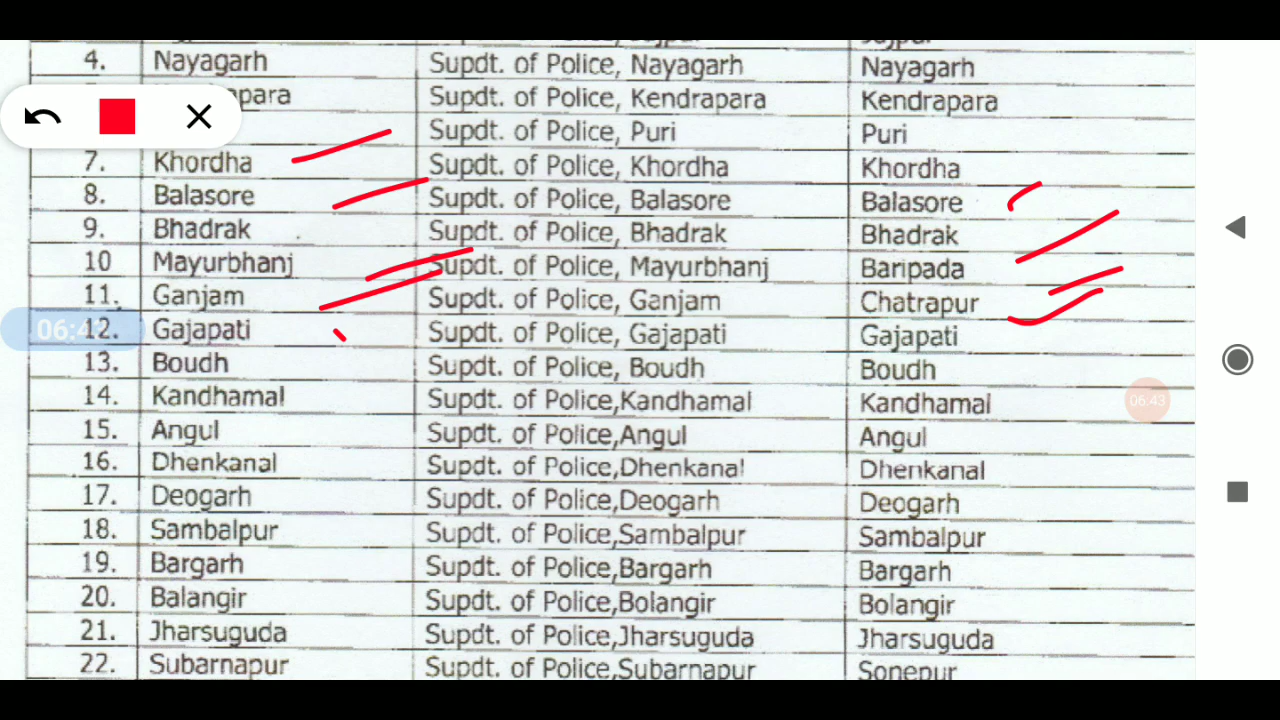 4. Nayagarh Supdt. of Police, Nayagarh Nayagarh
para Supdt. of Police, Kendrapara Kendrapara
Supdt. of Police, Puri Puri
7. Khordha Supdt. of Police, Khordha Khordha
8. Balasore Supdt. of Police, Balasore Balasore
9. Bhadrak Supdt. of Police, Bhadrak Bhadrak
10 Mayurbhanj Supdt. of Police, Mayurbhanj Baripada
11. Ganjam Supdt. of Police, Ganjam Chatrapur
12. Gajapati Supdt. of Police, Gajapati Gajapati
13. Boudh Supdt. of Police, Boudh Boudh
14. Kandhamal Supdt. of Police,Kandhamal Kandhamal
06:43
15. Angul Supdt. of Police,Angul Angul
16. Dhenkanal Supdt. of Police,Dhenkanal Dhenkanal
17. Deogarh Supdt. of Police,Deogarh Deogarh
18. Sambalpur Supdt. of Police,Sambalpur Sambalpur
19. Bargarh Supdt. of Police,Bargarh Bargarh
20. Balangir Supdt. of Police,Bolangir Bolangir
21. Jharsuguda Supdt. of Police,Jharsuguda Jharsuguda
22. Subarnapur Supdt. of Police,Subarnapur Sonepur